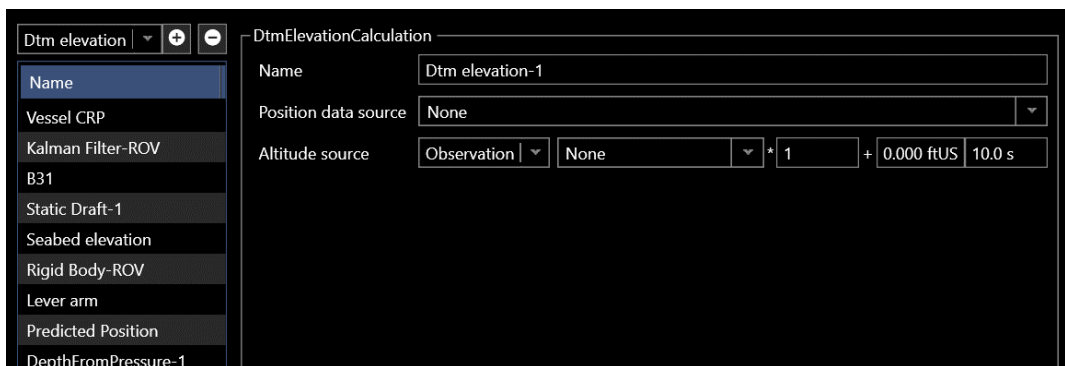 Dtm elevation
Name
Vessel CRP
Kalman Filter-ROV
B31
Static Draft-1
Seabed elevation
Rigid Body-ROV
Lever arm
Predicted Position
DepthFromPressure-1
DtmElevationCalculation
Name Dtm elevation-1
Position data source None
Altitude source Observation None * 1 + 0.000 ftUS 10.0 s